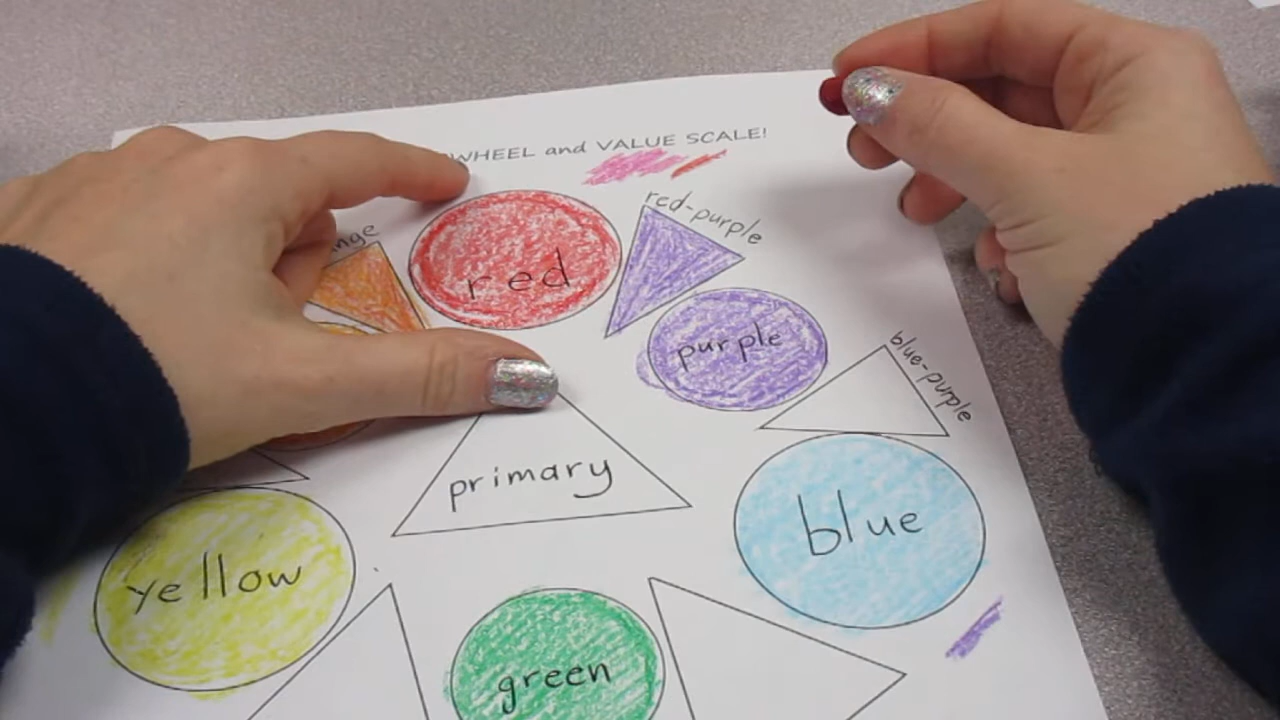 WHEEL and VALUE SCALE!
red-purple
red
purple
blue-purple
primary
blue
yellow
green